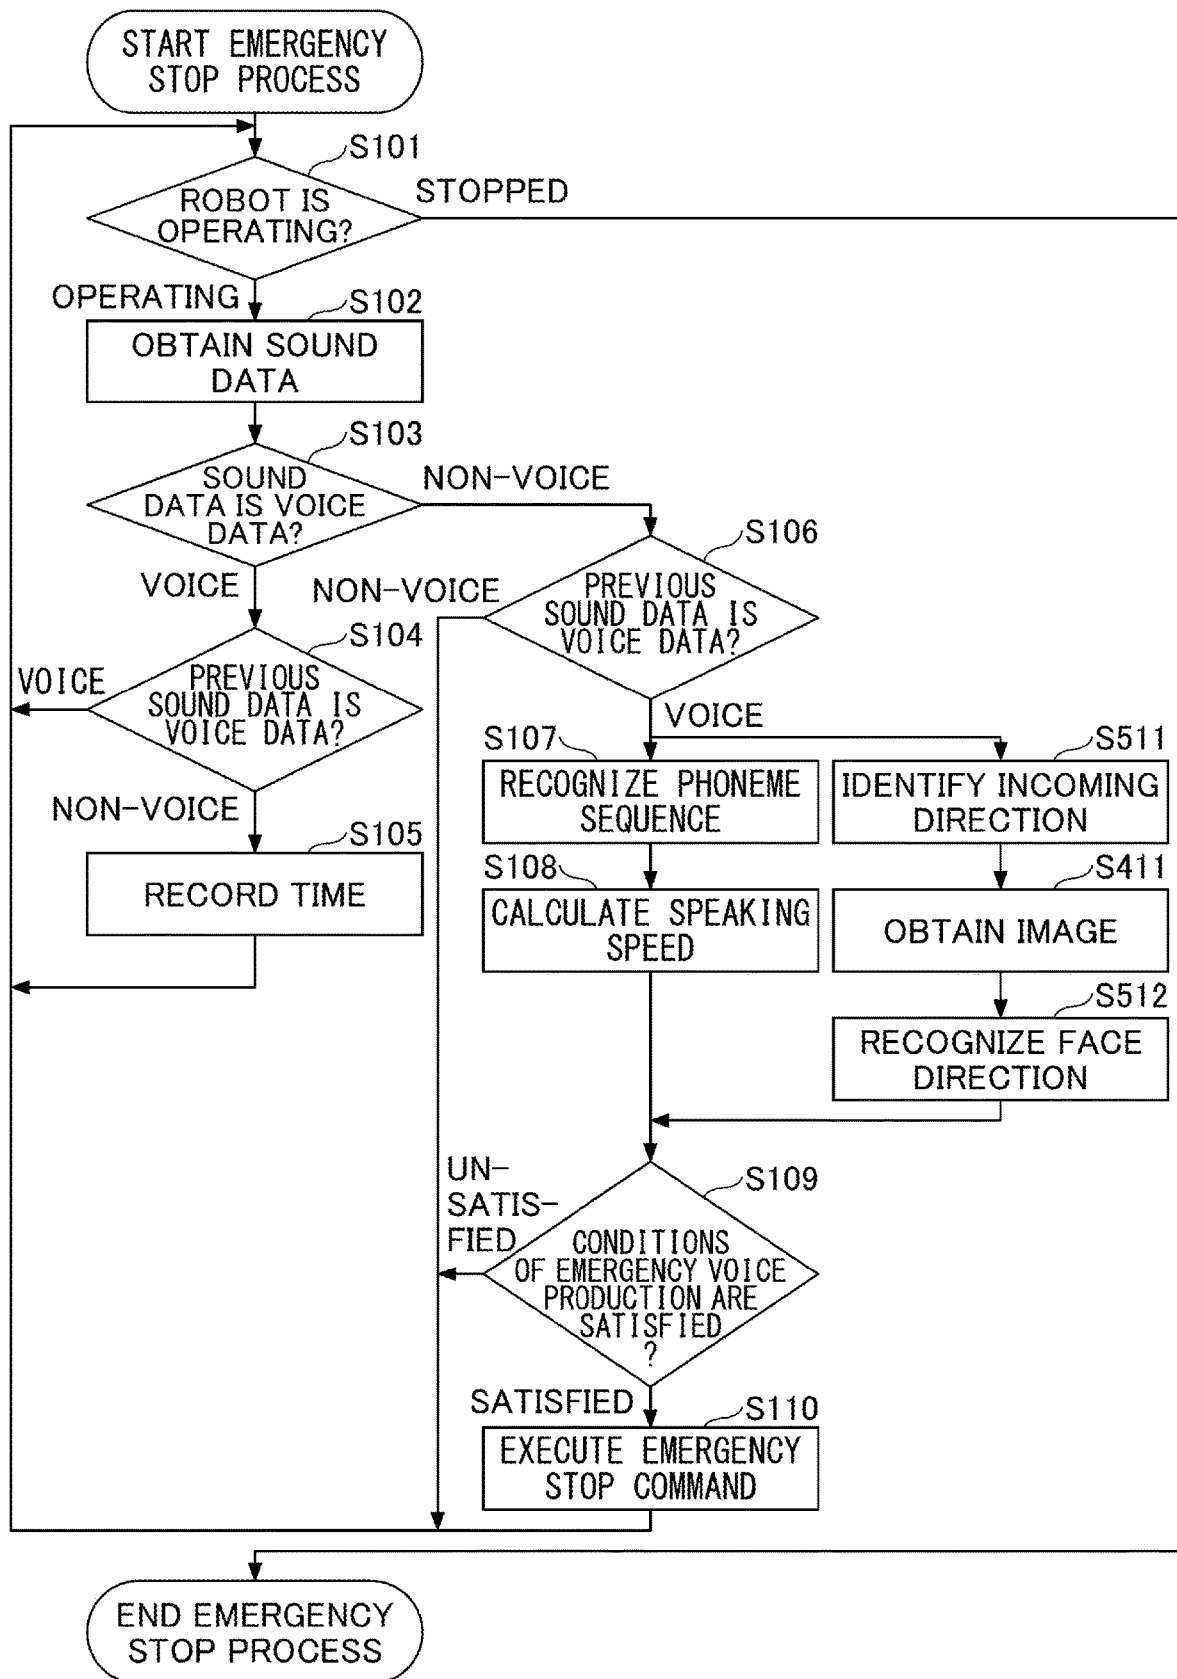 START EMERGENCY
STOP PROCESS
S101
ROBOT IS
OPERATING?
STOPPED
OPERATING
S102
OBTAIN SOUND
DATA
S103
SOUND
DATA IS VOICE
DATA?
NON-VOICE
VOICE
S106
PREVIOUS
SOUND DATA IS
VOICE DATA?
NON-VOICE
VOICE
S104
PREVIOUS
SOUND DATA IS
VOICE DATA?
VOICE
NON-VOICE
S105
RECORD TIME
S107
RECOGNIZE PHONEME
SEQUENCE
S108
CALCULATE SPEAKING
SPEED
S511
IDENTIFY INCOMING
DIRECTION
S411
OBTAIN IMAGE
S512
RECOGNIZE FACE
DIRECTION
S109
CONDITIONS
OF EMERGENCY VOICE
PRODUCTION ARE
SATISFIED
?
UN-
SATIS-
FIED
SATISFIED
S110
EXECUTE EMERGENCY
STOP COMMAND
END EMERGENCY
STOP PROCESS